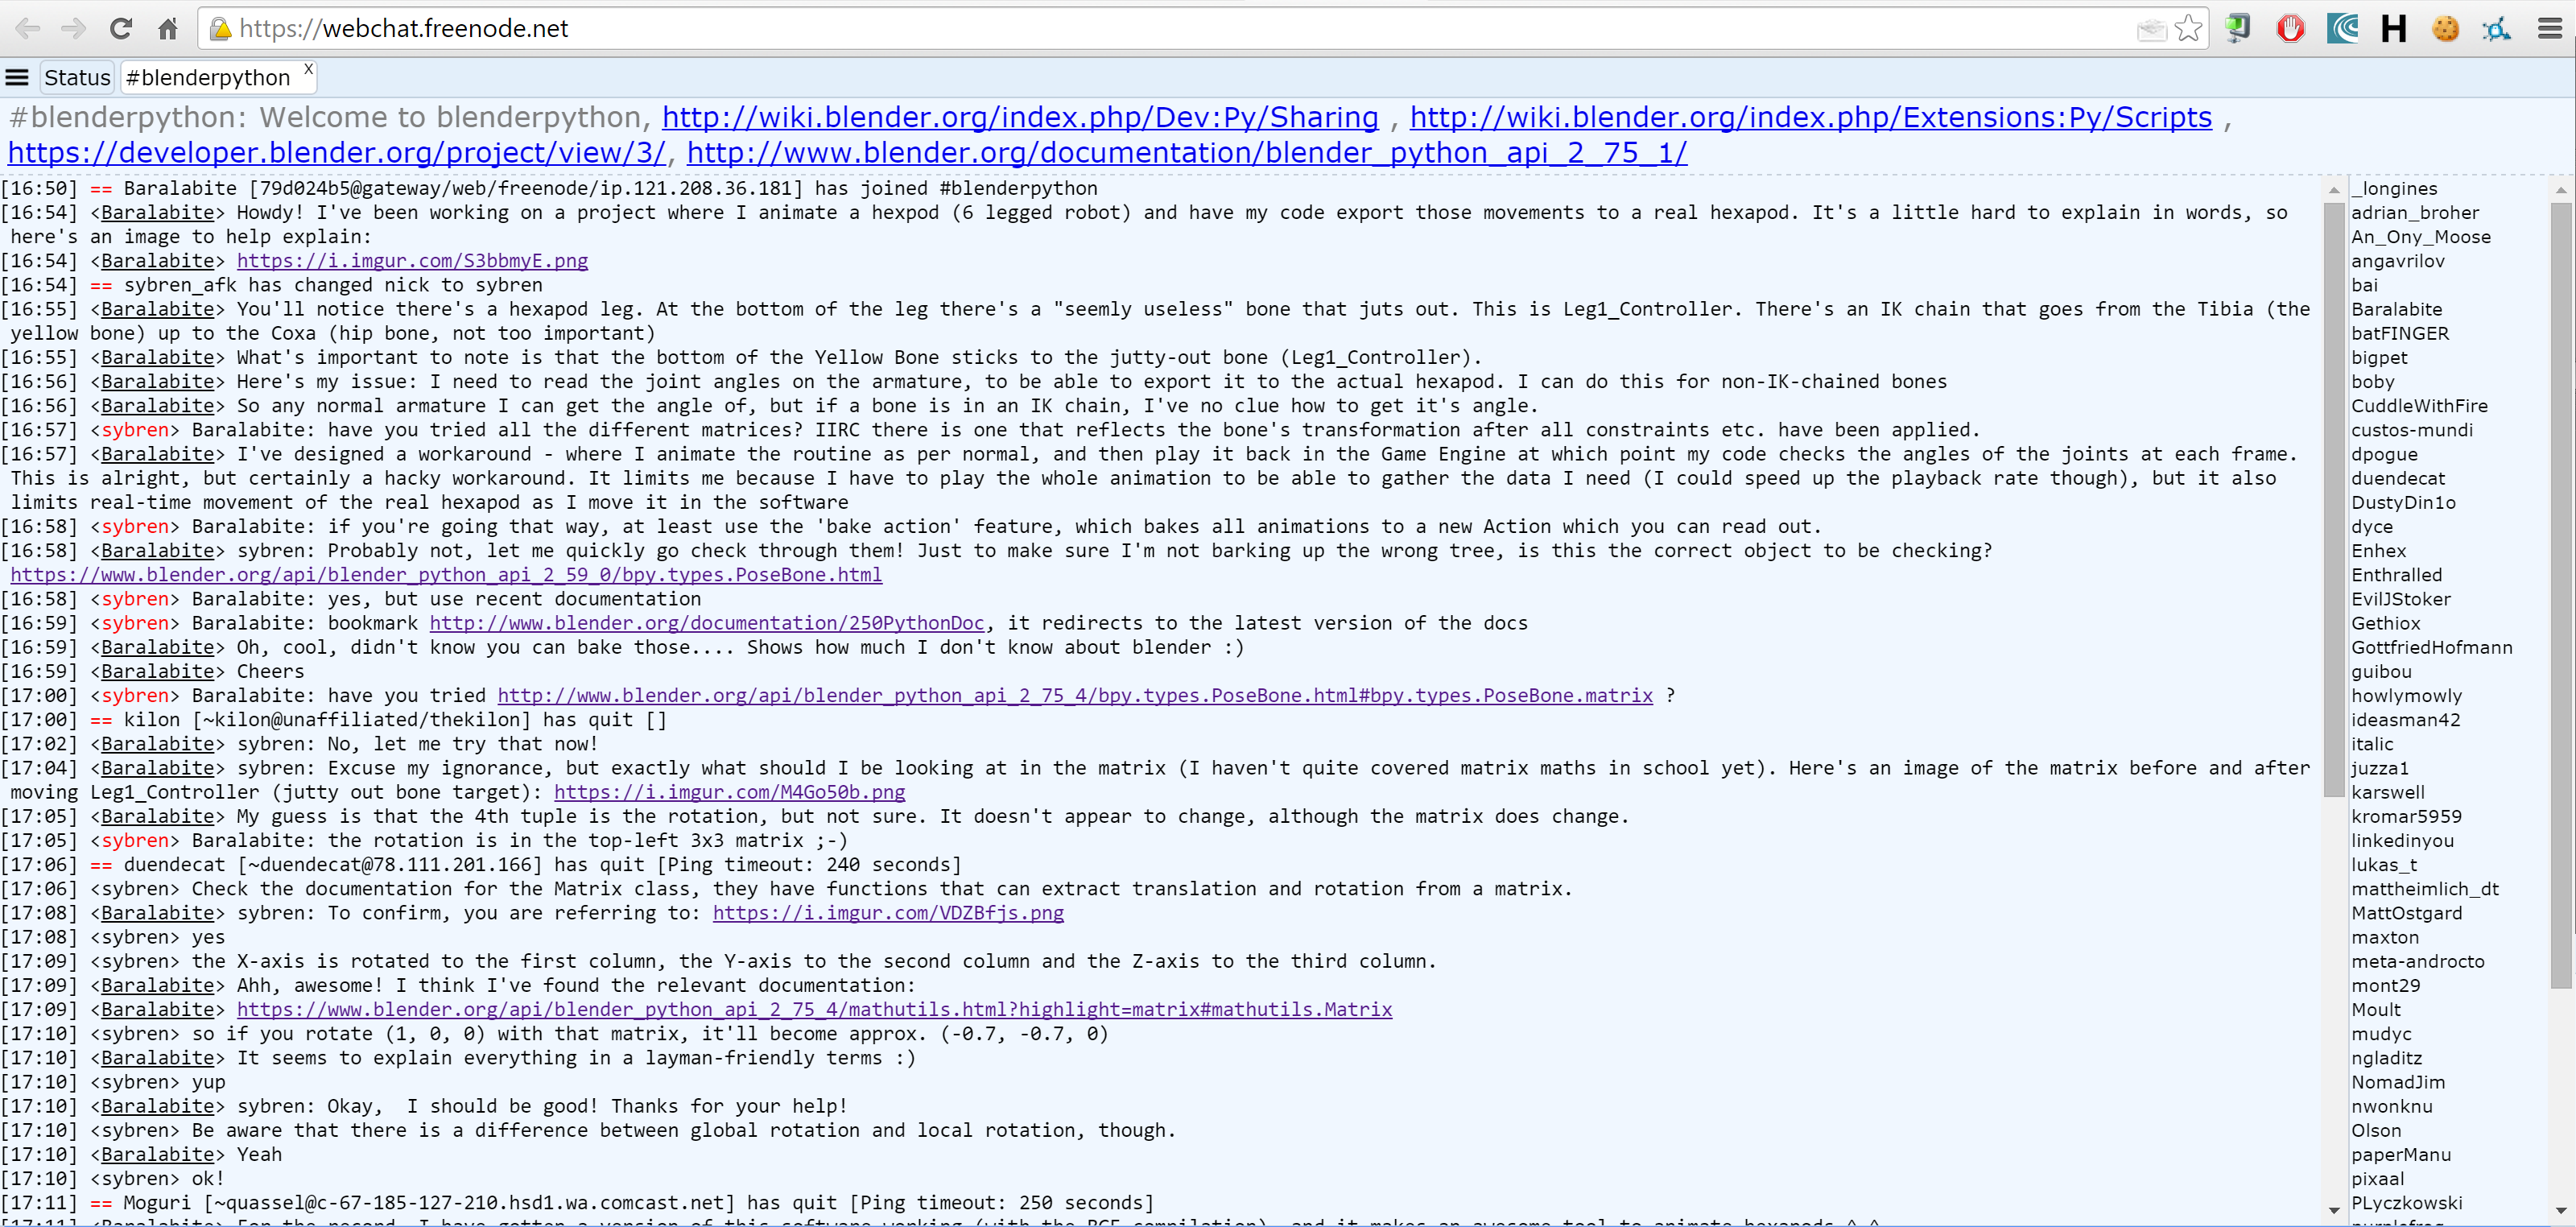 https://webchat.freenode.net
H
Status
#blenderpython X
#blenderpython: Welcome to blenderpython, http://wiki.blender.org/index.php/Dev:Py/Sharing , http://wiki.blender.org/index.php/Extensions:Py/Scripts ,
https://developer.blender.org/project/view/3/, http://www.blender.org/documentation/blender_python_api_2_75_1/
[16:50] == Baralabite [79d024b5@gateway/web/freenode/ip.121.208.36.181] has joined #blenderpython
[16:54] <Baralabite> Howdy! I've been working on a project where I animate a hexpod (6 legged robot) and have my code export those movements to a real hexapod. It's a little hard to explain in words, so
here's an image to help explain:
[16:54] <Baralabite> https://i.imgur.com/S3bbmyE.png
[16:54] == sybren_afk has changed nick to sybren
[16:55] <Baralabite> You'll notice there's a hexapod leg. At the bottom of the leg there's a "seemly useless" bone that juts out. This is Leg1_Controller. There's an IK chain that goes from the Tibia (the
yellow bone) up to the Coxa (hip bone, not too important)
[16:55] <Baralabite> What's important to note is that the bottom of the Yellow Bone sticks to the jutty-out bone (Leg1_Controller).
[16:56] <Baralabite> Here's my issue: I need to read the joint angles on the armature, to be able to export it to the actual hexapod. I can do this for non-IK-chained bones
[16:56] <Baralabite> So any normal armature I can get the angle of, but if a bone is in an IK chain, I've no clue how to get it's angle.
[16:57] <sybren> Baralabite: have you tried all the different matrices? IIRC there is one that reflects the bone's transformation after all constraints etc. have been applied.
[16:57] <Baralabite> I've designed a workaround - where I animate the routine as per normal, and then play it back in the Game Engine at which point my code checks the angles of the joints at each frame.
This is alright, but certainly a hacky workaround. It limits me because I have to play the whole animation to be able to gather the data I need (I could speed up the playback rate though), but it also
limits real-time movement of the real hexapod as I move it in the software
[16:58] <sybren> Baralabite: if you're going that way, at least use the 'bake action' feature, which bakes all animations to a new Action which you can read out.
[16:58] <Baralabite> sybren: Probably not, let me quickly go check through them! Just to make sure I'm not barking up the wrong tree, is this the correct object to be checking?
https://www.blender.org/api/blender_python_api_2_59_0/bpy.types.PoseBone.html
[16:58] <sybren> Baralabite: yes, but use recent documentation
[16:59] <sybren> Baralabite: bookmark http://www.blender.org/documentation/250PythonDoc, it redirects to the latest version of the docs
[16:59] <Baralabite> Oh, cool, didn't know you can bake those.... Shows how much I don't know about blender :)
[16:59] <Baralabite> Cheers
[17:00] <sybren> Baralabite: have you tried http://www.blender.org/api/blender_python_api_2_75_4/bpy.types.PoseBone.html#bpy.types.PoseBone.matrix ?
[17:00] == kilon [~kilon@unaffiliated/thekilon] has quit []
[17:02] <Baralabite> sybren: No, let me try that now!
[17:04] <Baralabite> sybren: Excuse my ignorance, but exactly what should I be looking at in the matrix (I haven't quite covered matrix maths in school yet). Here's an image of the matrix before and after
moving Leg1_Controller (jutty out bone target): https://i.imgur.com/M4Go50b.png
[17:05] <Baralabite> My guess is that the 4th tuple is the rotation, but not sure. It doesn't appear to change, although the matrix does change.
[17:05] <sybren> Baralabite: the rotation is in the top-left 3x3 matrix ;-)
[17:06] == duendecat [~duendecat@78.111.201.166] has quit [Ping timeout: 240 seconds]
[17:06] <sybren> Check the documentation for the Matrix class, they have functions that can extract translation and rotation from a matrix.
[17:08] <Baralabite> sybren: To confirm, you are referring to: https://i.imgur.com/VDZBfjs.png
[17:08] <sybren> yes
[17:09] <sybren> the X-axis is rotated to the first column, the Y-axis to the second column and the Z-axis to the third column.
[17:09] <Baralabite> Ahh, awesome! I think I've found the relevant documentation:
[17:09] <Baralabite> https://www.blender.org/api/blender_python_api_2_75_4/mathutils.html?highlight=matrix#mathutils.Matrix
[17:10] <sybren> so if you rotate (1, 0, 0) with that matrix, it'll become approx. (-0.7, -0.7, 0)
[17:10] <Baralabite> It seems to explain everything in a layman-friendly terms :)
[17:10] <sybren> yup
[17:10] <Baralabite> sybren: Okay,  I should be good! Thanks for your help!
[17:10] <sybren> Be aware that there is a difference between global rotation and local rotation, though.
[17:10] <Baralabite> Yeah
[17:10] <sybren> ok!
[17:11] == Moguri [~quassel@c-67-185-127-210.hsd1.wa.comcast.net] has quit [Ping timeout: 250 seconds]
[17:11] <Baralabite> For the record, I have gotten a version of this software working (with the BGE compilation), and it makes an awesome tool to animate hexapods ^_^
_longines
adrian_broher
An_Ony_Moose
angavrilov
bai
Baralabite
batFINGER
bigpet
boby
CuddleWithFire
custos-mundi
dpogue
duendecat
DustyDin1o
dyce
Enhex
Enthralled
EvilJStoker
Gethiox
GottfriedHofmann
guibou
howlymowly
ideasman42
italic
juzza1
karswell
kromar5959
linkedinyou
lukas_t
mattheimlich_dt
MattOstgard
maxton
meta-androcto
mont29
Moult
mudyc
ngladitz
NomadJim
nwonknu
Olson
paperManu
pixaal
PLyczkowski